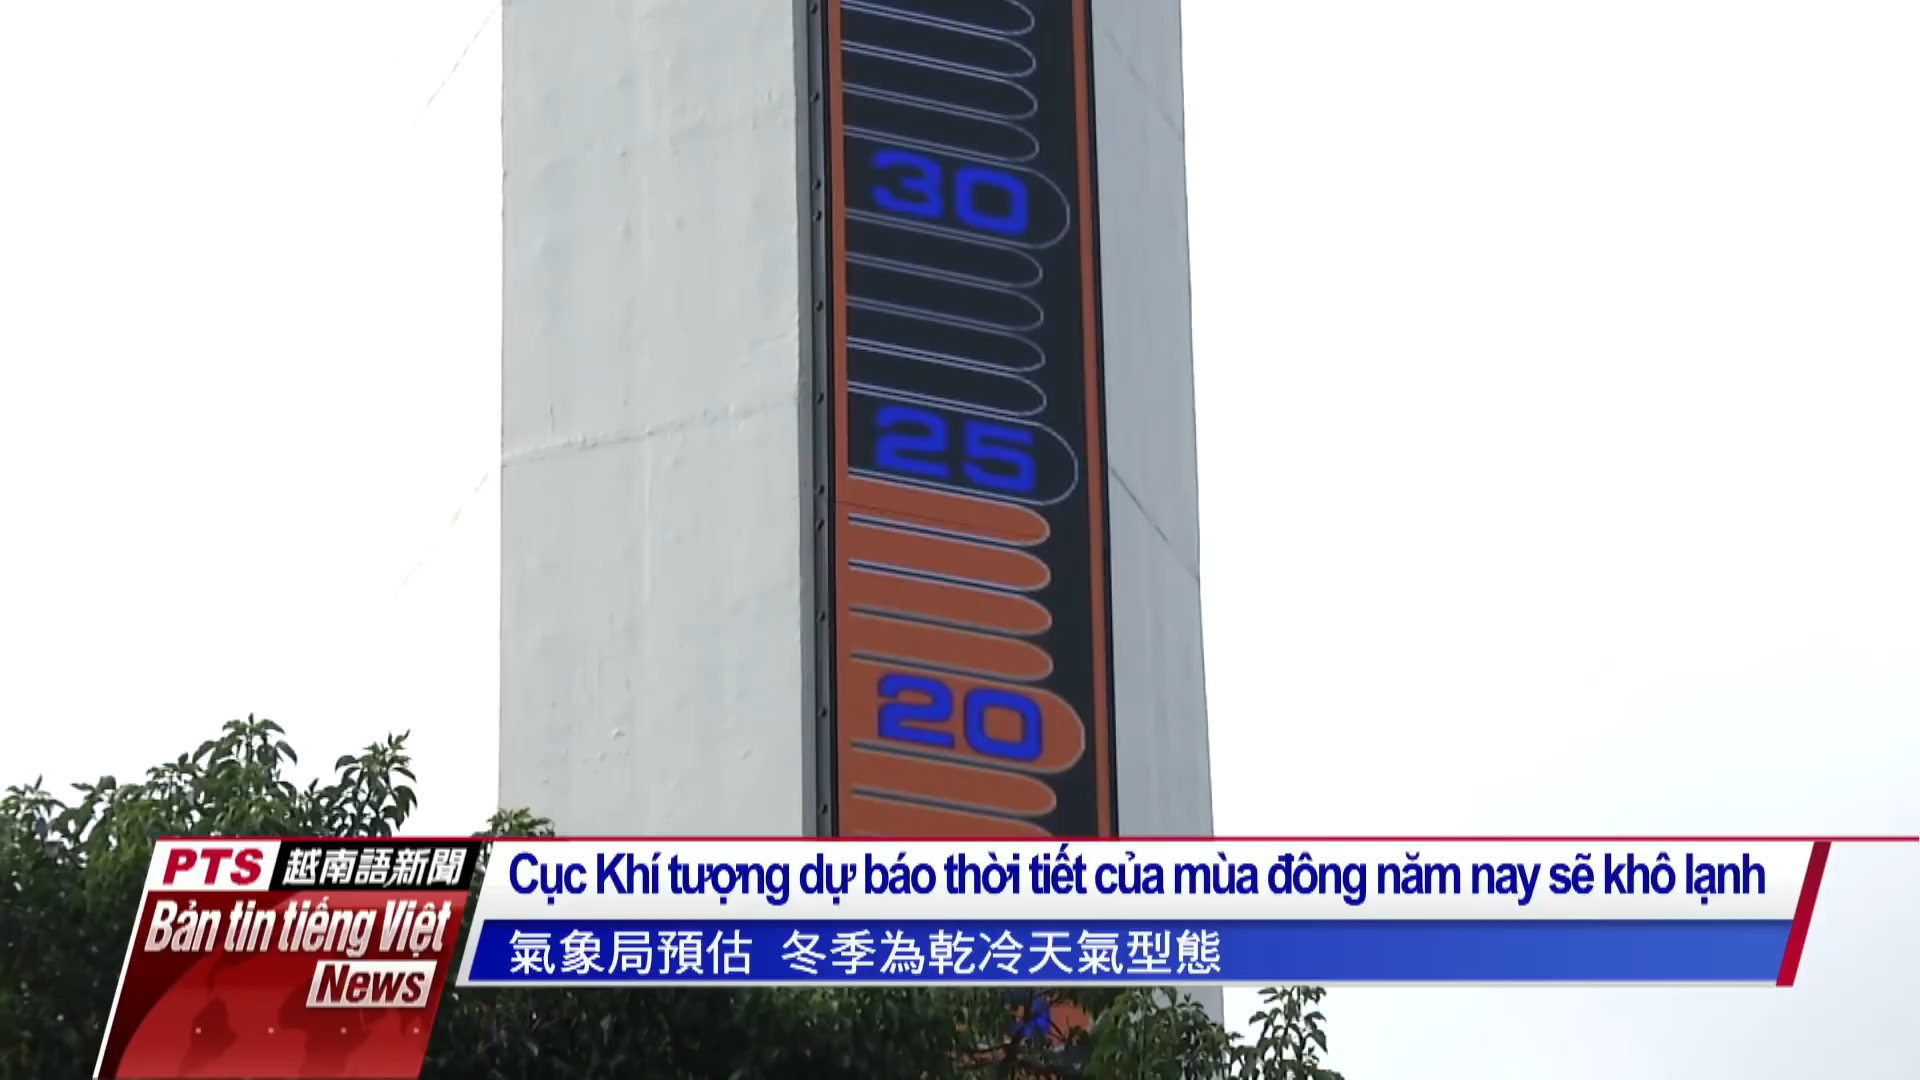 30
25
20
PTS 越南語新聞
Bản tin tiếng Việt
News
Cục Khí tượng dự báo thời tiết của mùa đông năm nay sẽ khô lạnh
氣象局預估 冬季為乾冷天氣型態